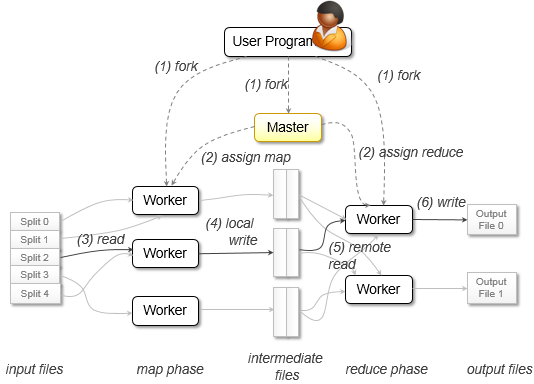 User Program
(1) fork
(1) fork
(1) fork
Master
(2) assign map
(2) assign reduce
Worker
Worker
Worker
Worker
Worker
Split 0
Split 1
Split 2
Split 3
Split 4
(3) read
(4) local
write
(5) remote
read
(6) write
Output
File 0
Output
File 1
input files
map phase
intermediate
files
reduce phase
output files